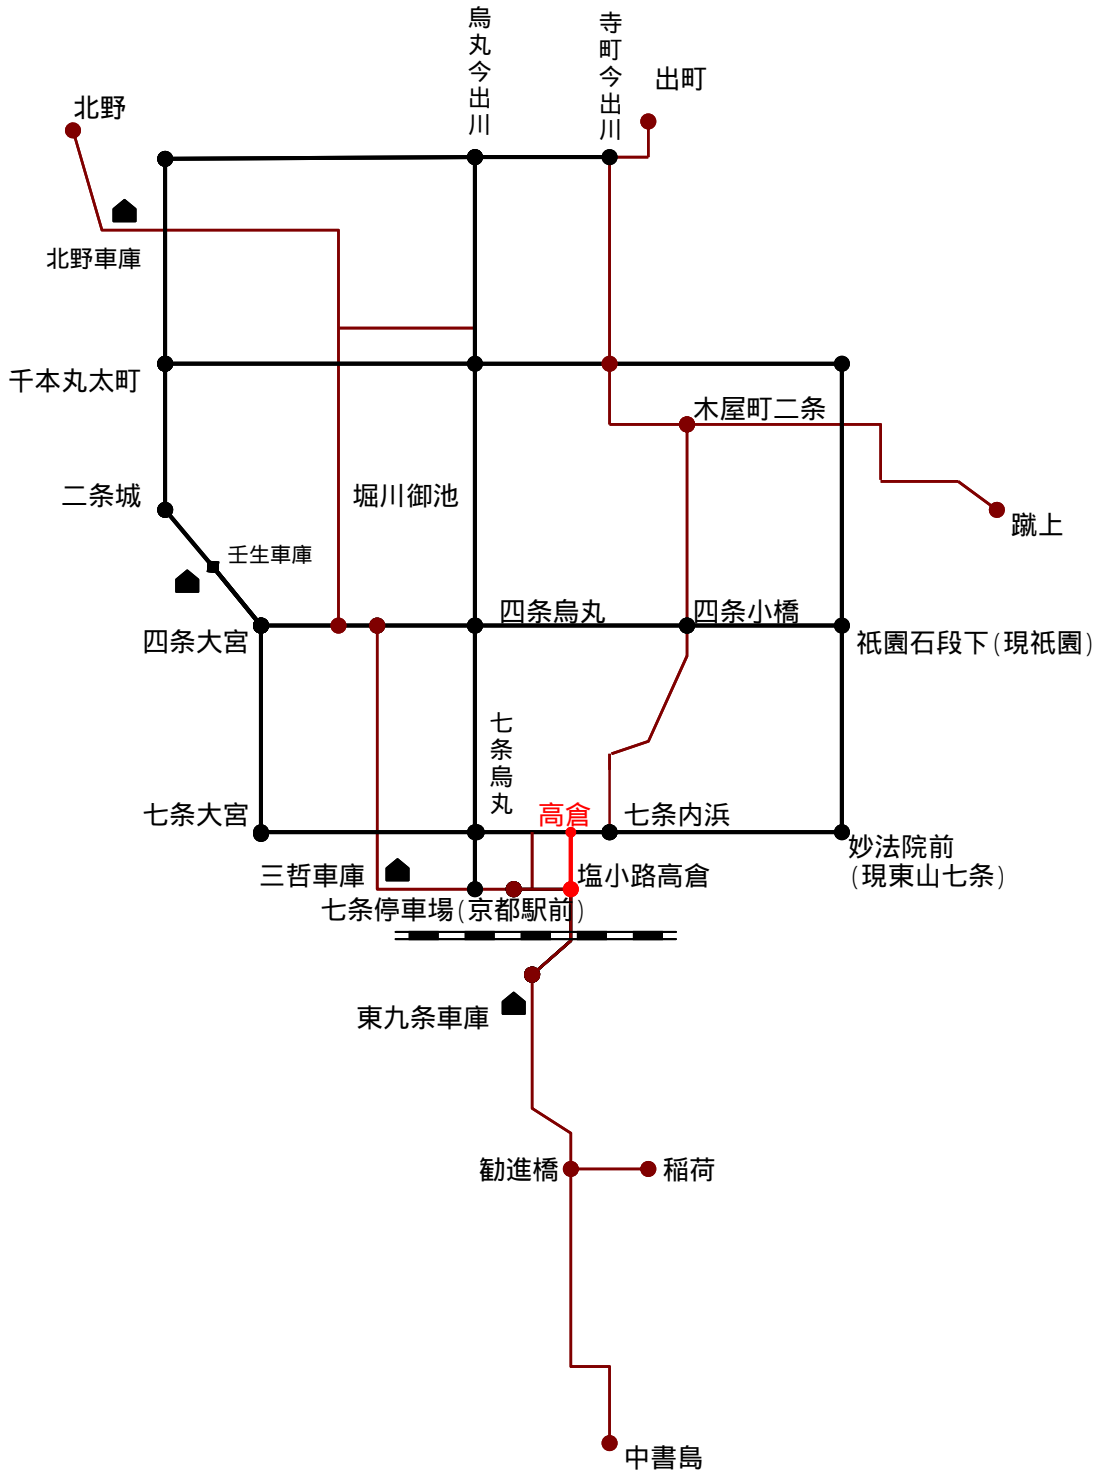 烏丸今出川
寺町今出川
出町
北野
北野車庫
千本丸太町
木屋町二条
二条城
堀川御池
蹴上
壬生車庫
四条烏丸
四条小橋
四条大宮
祇園石段下(現祇園)
七条烏丸
七条大宮
高倉
七条内浜
妙法院前
(現東山七条)
三哲車庫
塩小路高倉
七条停車場(京都駅前)
東九条車庫
勧進橋
稲荷
中書島